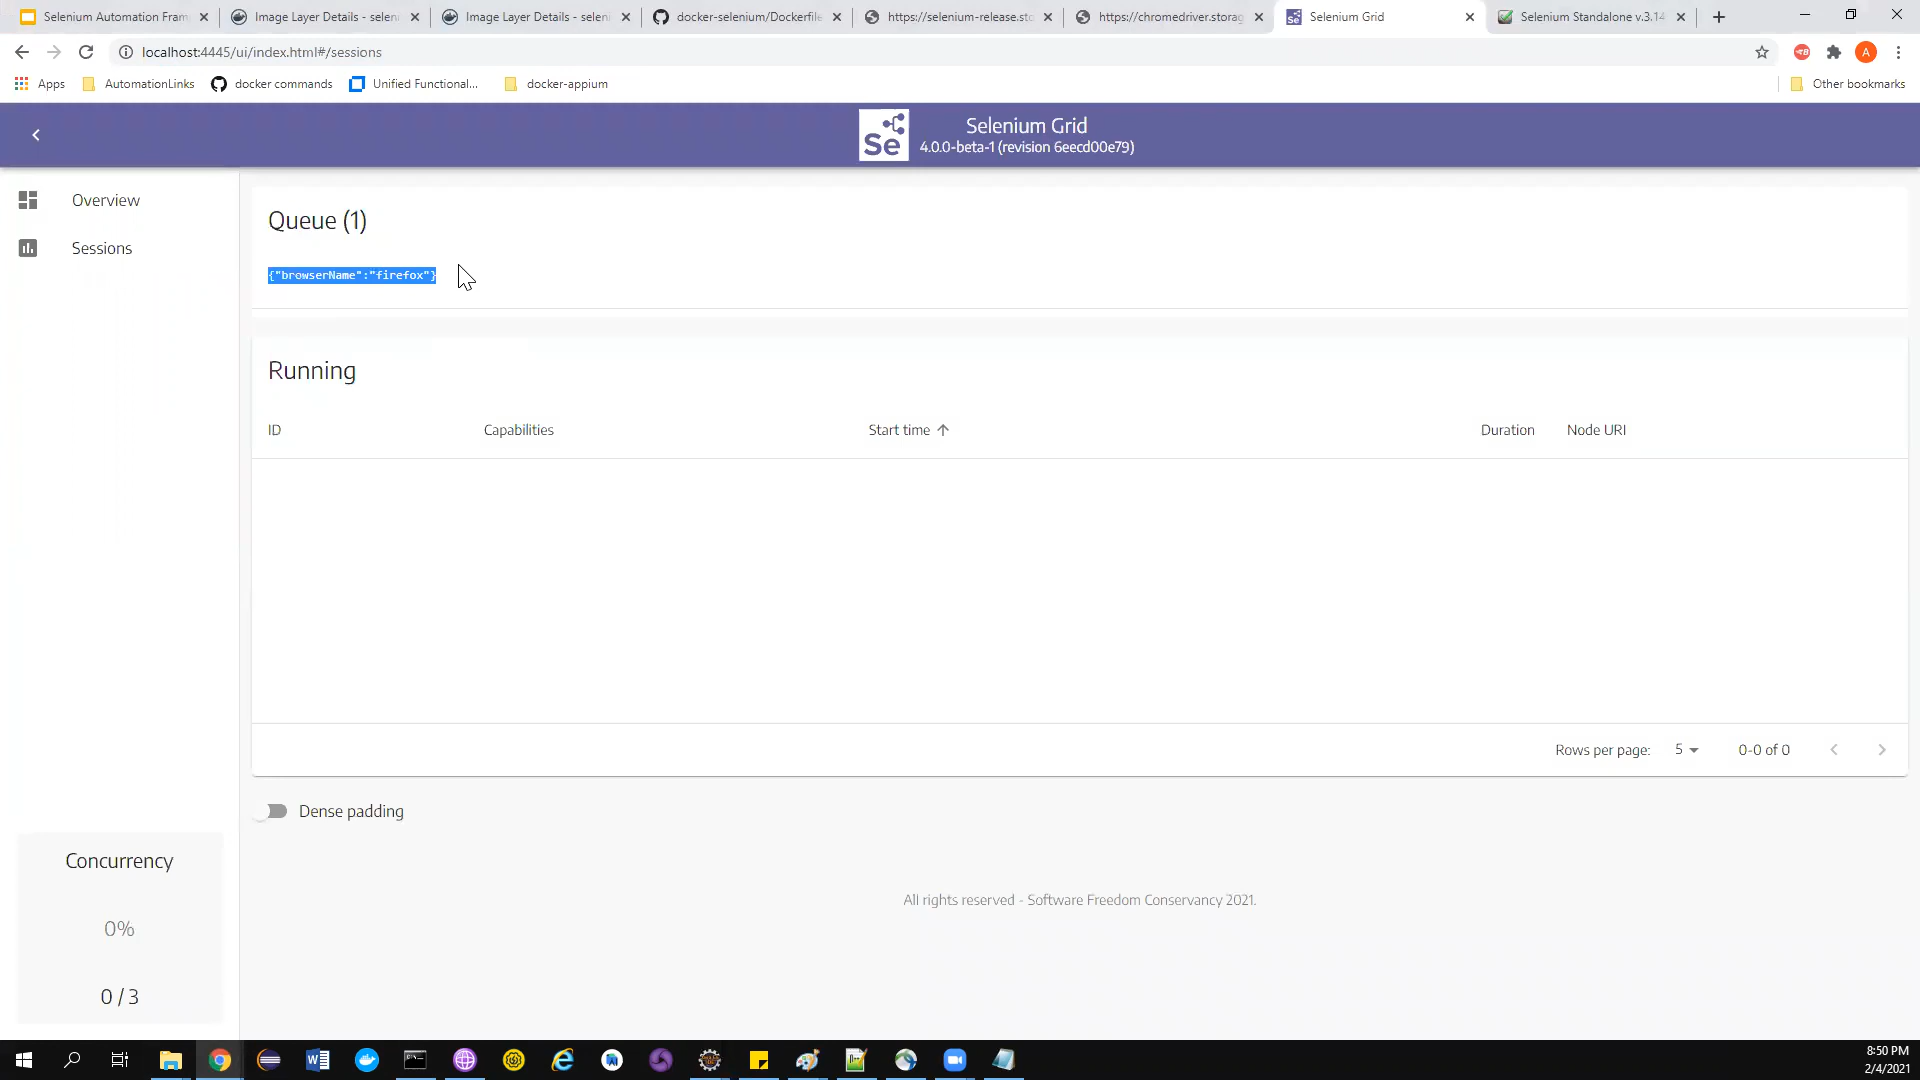 Selenium Automation Fram
Image Layer Details - selen
Image Layer Details - seleni
docker-selenium/Dockerfile
https://selenium-release.sto
https://chromedriver.storag
Selenium Grid
Selenium Standalone v.3.14
localhost:4445/ui/index.html#/sessions
A
Apps
AutomationLinks
docker commands
Unified Functional...
docker-appium
Other bookmarks
Se
Selenium Grid
4.0.0-beta-1 (revision 6eecd00e79)
Overview
Sessions
Queue (1)
{"browserName":"firefox"}
Running
ID
Capabilities
Start time
Duration
Node URI
Rows per page:
5
0-0 of 0
Dense padding
Concurrency
0%
0 / 3
All rights reserved - Software Freedom Conservancy 2021.
8:50 PM
2/4/2021